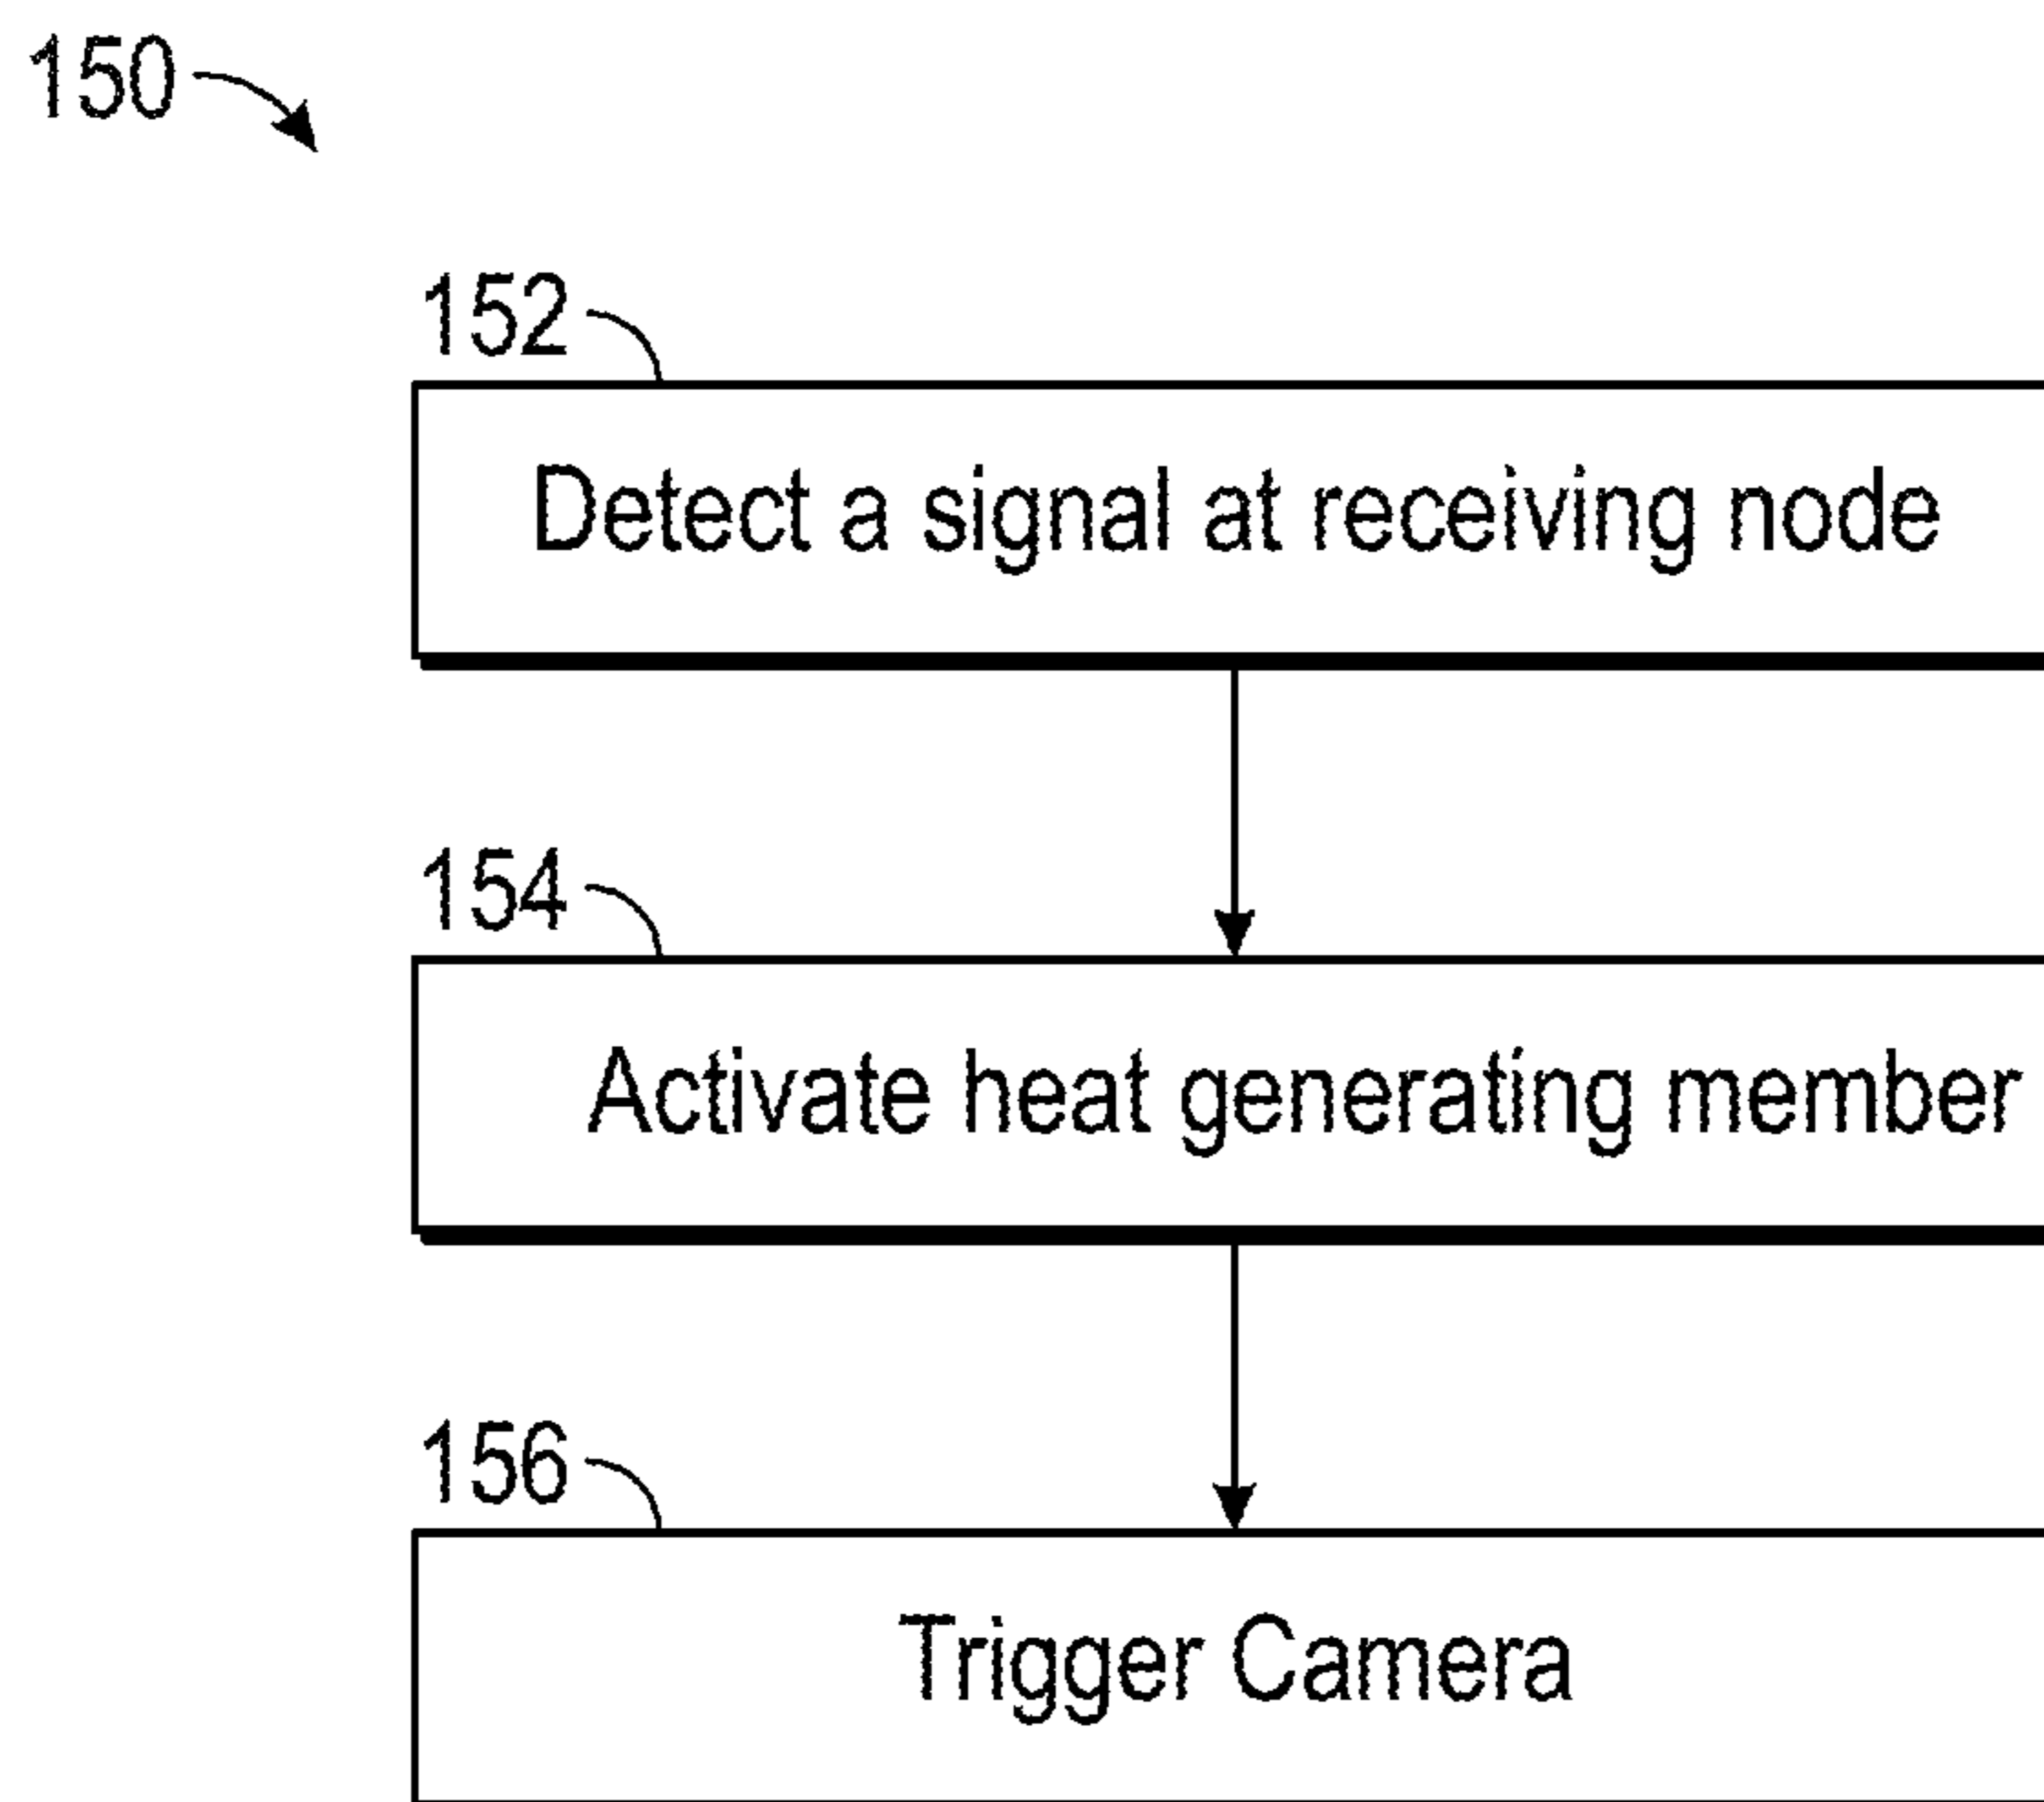 150
152
Detect a signal at receiving node
154
Activate heat generating member
156
Trigger Camera